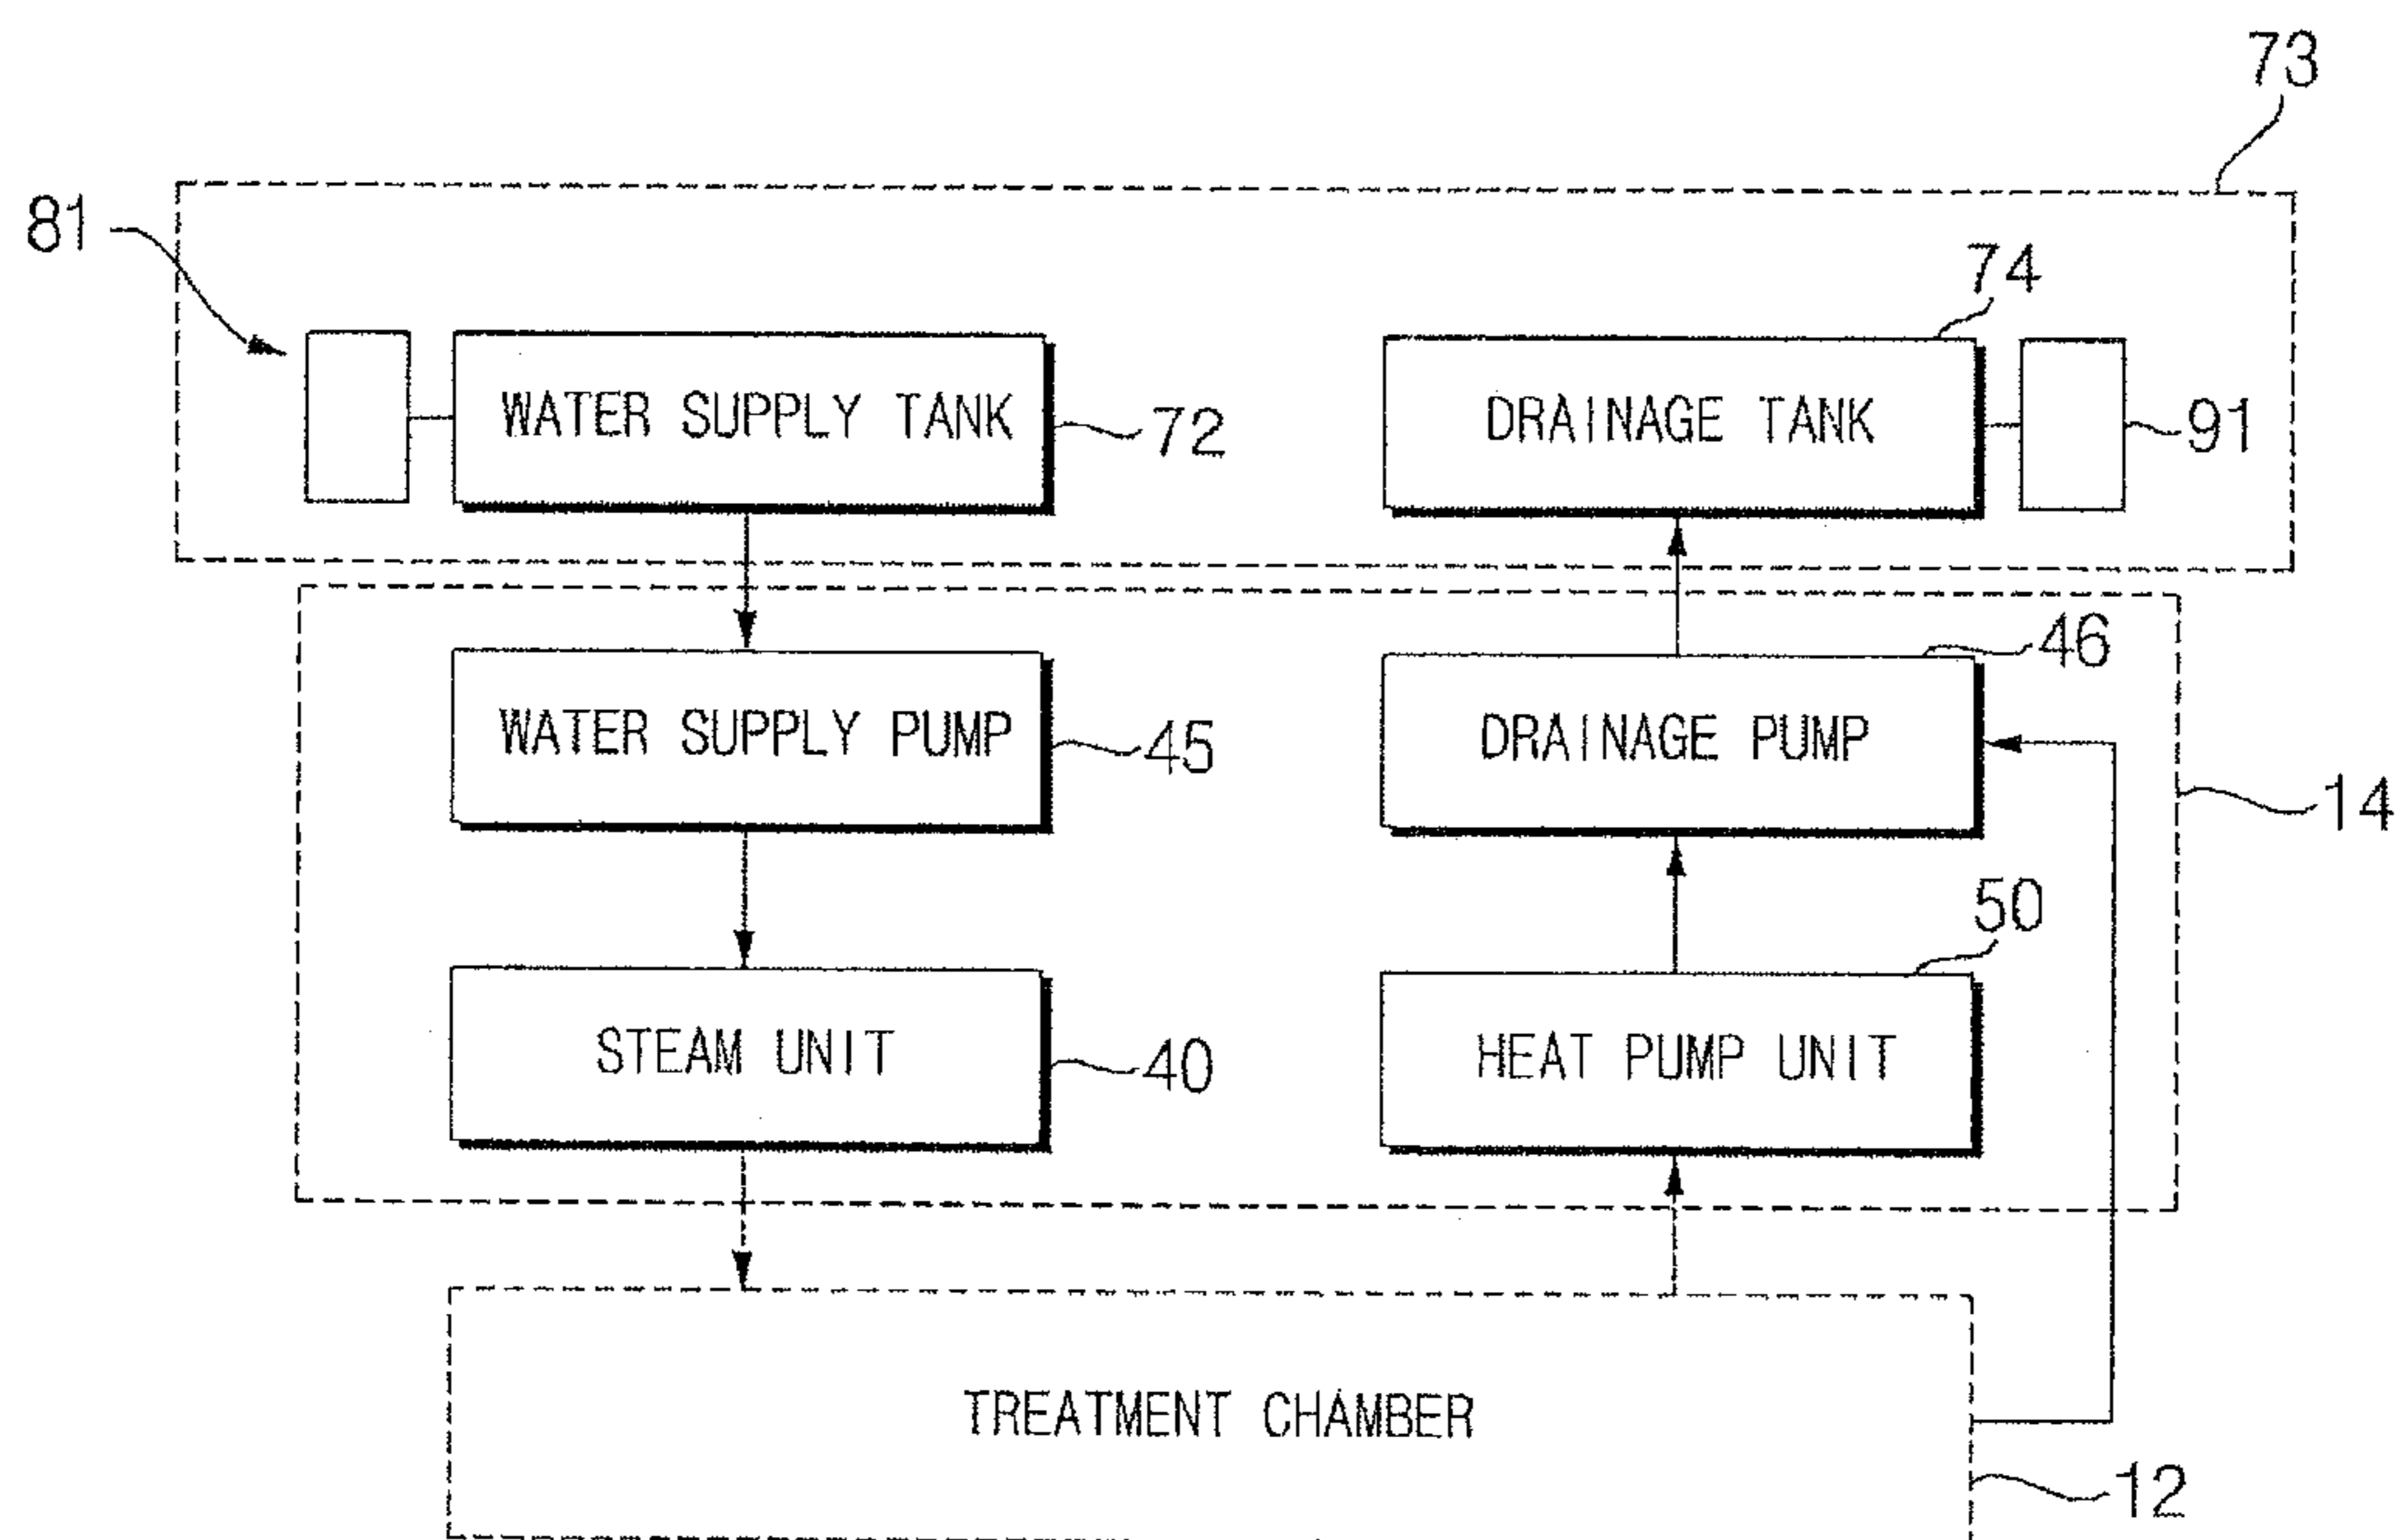 73
81
74
WATER SUPPLY TANK
72
DRAINAGE TANK
91
46
WATER SUPPLY PUMP
45
DRAINAGE PUMP
14
50
STEAM UNIT
40
HEAT PUMP UNIT
TREATMENT CHAMBER
12